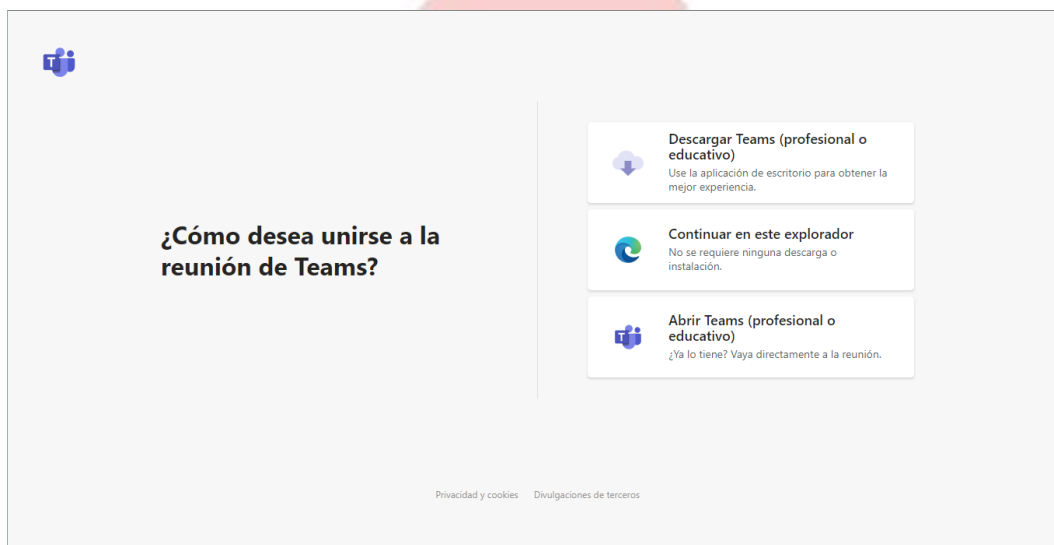 ¿Cómo desea unirse a la
reunión de Teams?
Descargar Teams (profesional o
educativo)
Use la aplicación de escritorio para obtener la
mejor experiencia.
Continuar en este explorador
No se requiere ninguna descarga o
instalación.
Abrir Teams (profesional o
educativo)
¿Ya lo tiene? Vaya directamente a la reunión.
Privacidad y cookies Divulgaciones de terceros